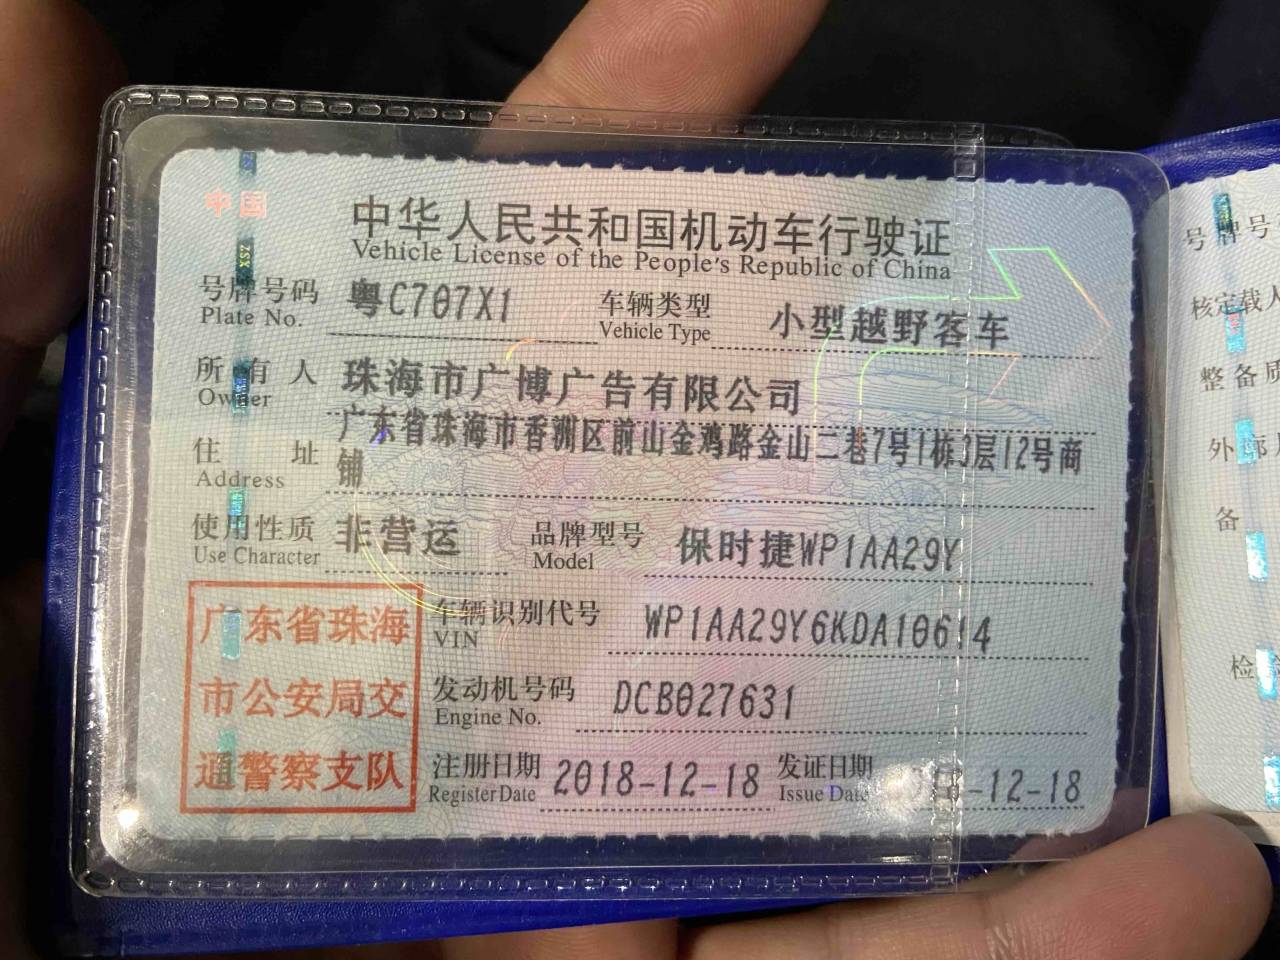 中国
ZSX
中华人民共和国机动车行驶证
Vehicle License of the People's Republic of China
号牌号码 粤C707X1 车辆类型 小型越野客车
Plate No. Vehicle Type
所有人 珠海市广博广告有限公司
Owner
住址 广东省珠海市香洲区前山金鸡路金山二巷7号1栋3层12号商
铺
Address
使用性质 非营运 品牌型号 保时捷WP1AA29Y
Use Character Model
广东省珠海
市公安局交
通警察支队
车辆识别代号 WP1AA29Y6KDA10614
VIN
发动机号码 DCB027631
Engine No.
注册日期 2018-12-18 发证日期 -12-18
Register Date Issue Date
号牌号
核定载人
整备质
外廓
备
检